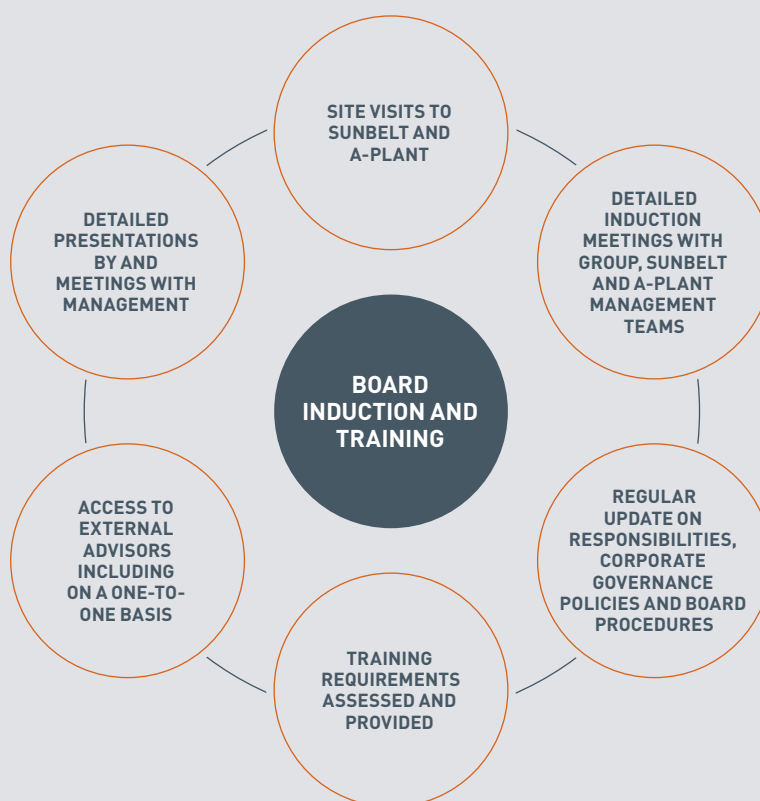 SITE VISITS TO
SUNBELT AND
A-PLANT
DETAILED
INDUCTION
MEETINGS WITH
GROUP, SUNBELT
AND A-PLANT
MANAGEMENT
TEAMS
REGULAR
UPDATE ON
RESPONSIBILITIES,
CORPORATE
GOVERNANCE
POLICIES AND BOARD
PROCEDURES
TRAINING
REQUIREMENTS
ASSESSED AND
PROVIDED
ACCESS TO
EXTERNAL
ADVISORS
INCLUDING
ON A ONE-TO-
ONE BASIS
DETAILED
PRESENTATIONS
BY AND
MEETINGS WITH
MANAGEMENT
BOARD
INDUCTION AND
TRAINING